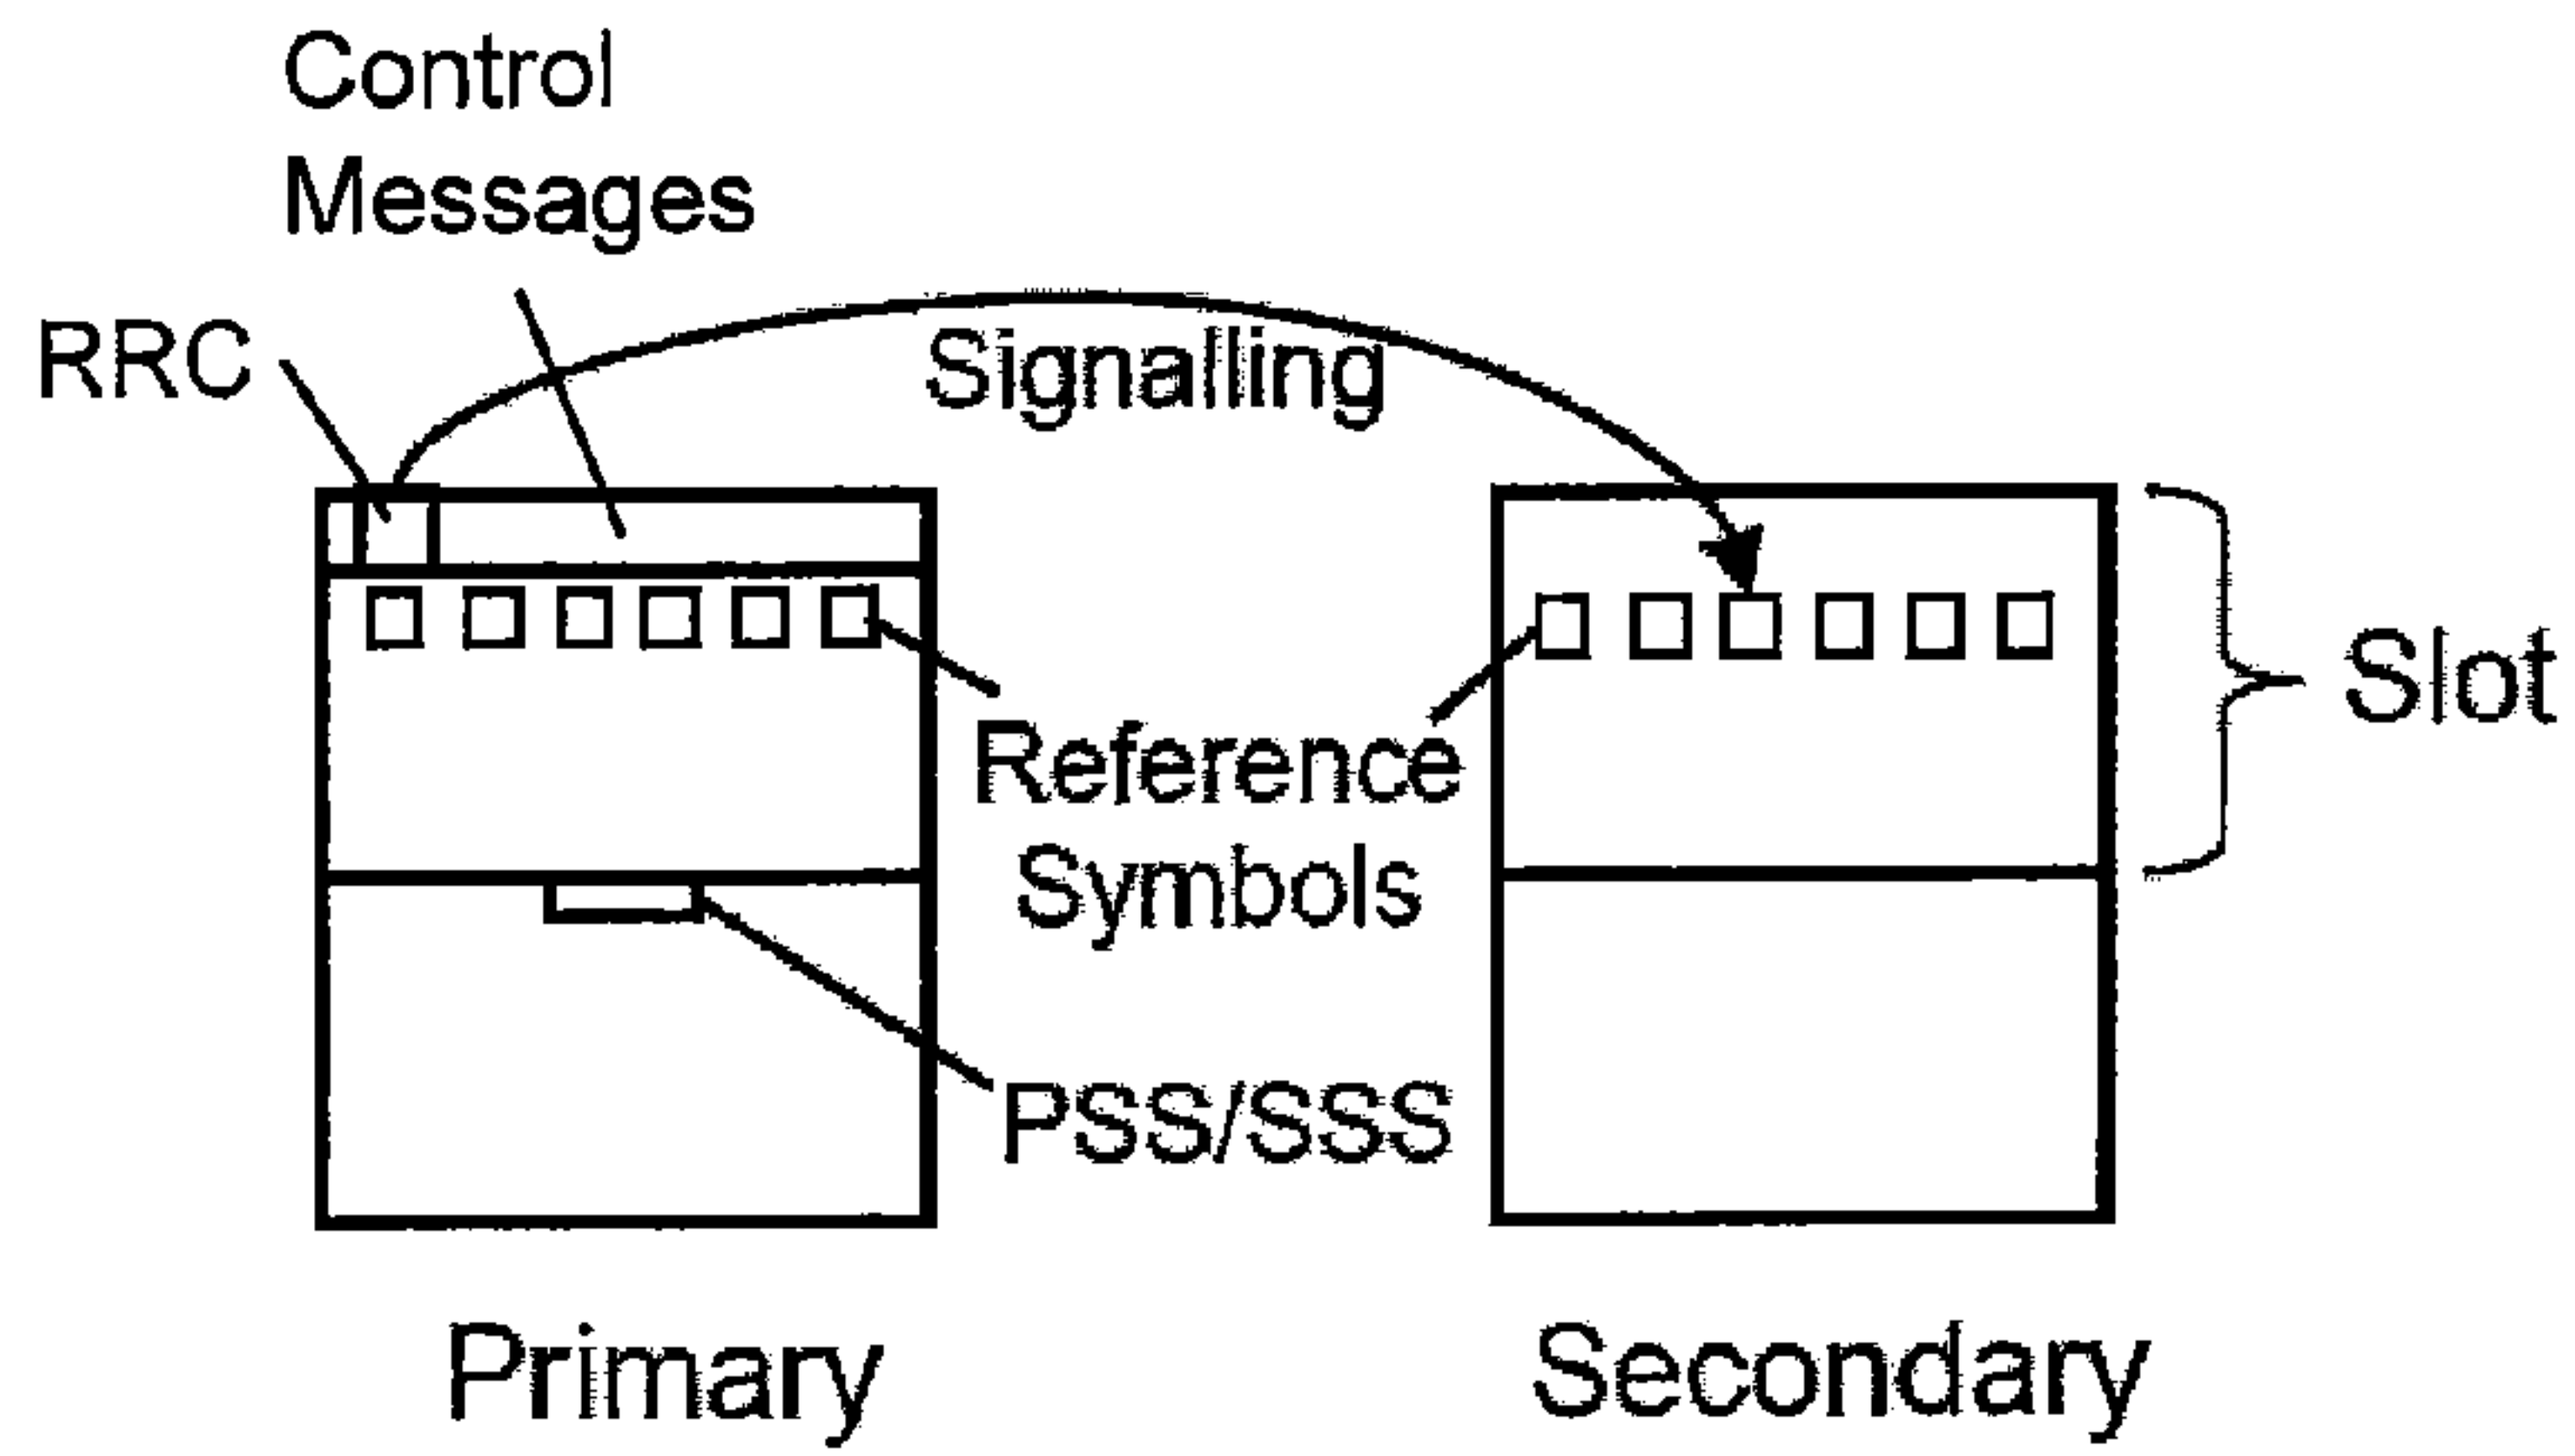 Control
Messages
RRC
Signalling
Slot
Reference
Symbols
PSS/SSS
Primary
Secondary